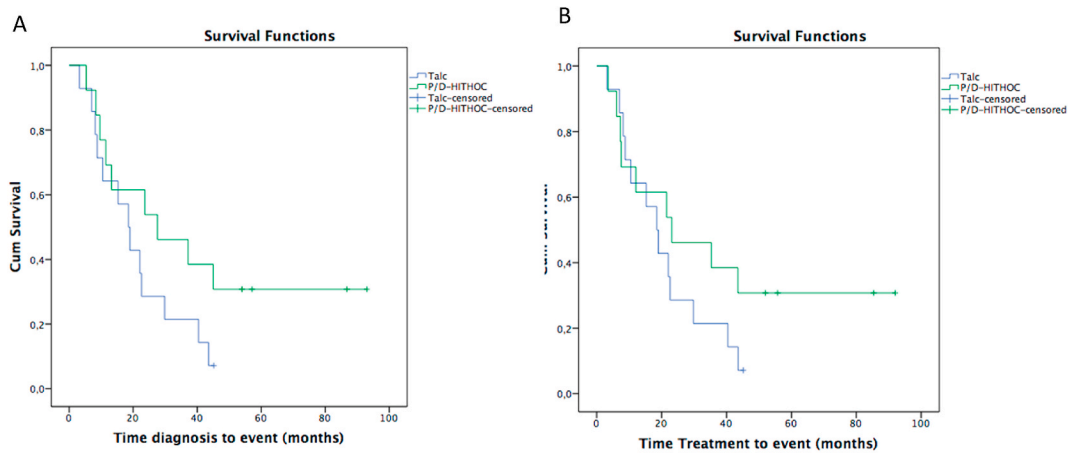 A
Survival Functions
1,0
0,8
0,6
0,4
0,2
0,0
Cum Survival
0
20
40
60
80
100
Time diagnosis to event (months)
Talc
P/D-HITHOC
Talc-censored
P/D-HITHOC-censored
B
Survival Functions
1,0
0,8
0,6
0,4
0,2
0,0
Cum Survival
0
20
40
60
80
100
Time Treatment to event (months)
Talc
P/D-HITHOC
Talc-censored
P/D-HITHOC-censored